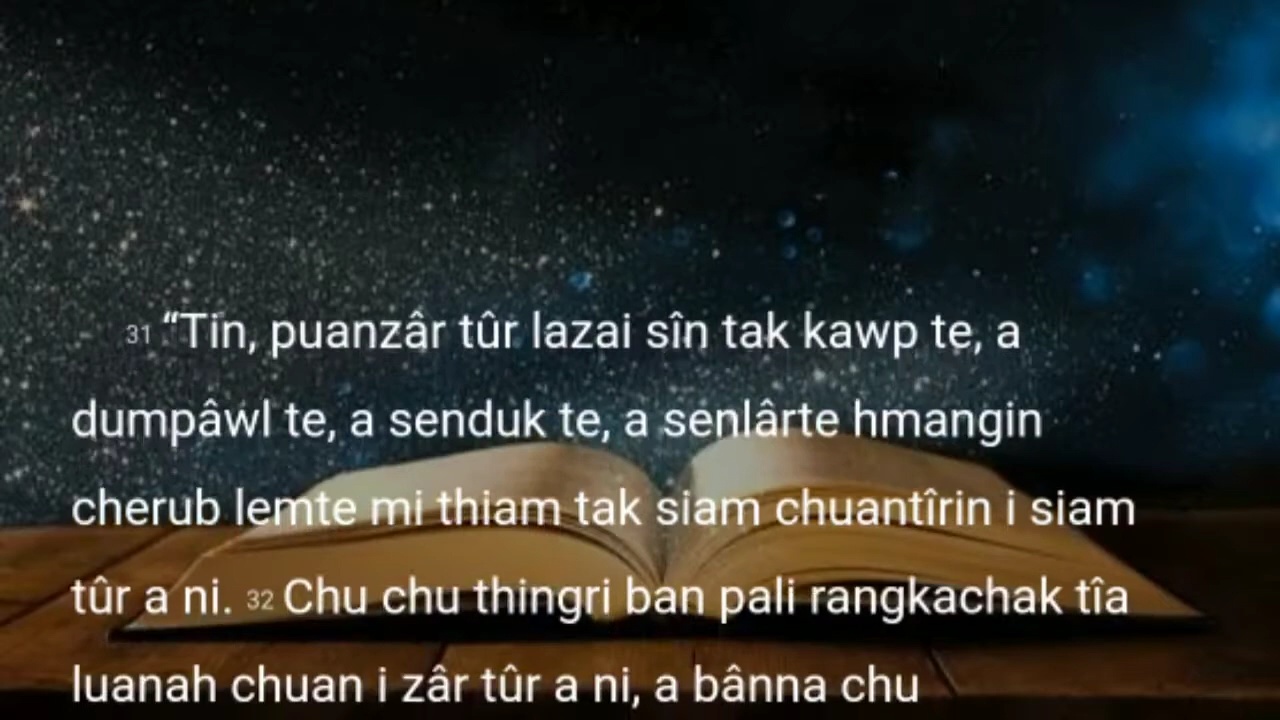 31 “Tin, puanzâr tûr lazai sîn tak kawp te, a
dumpâwl te, a senduk te, a senlârte hmangin
cherub lemte mi thiam tak siam chuantîrin i siam
tûr a ni. 32 Chu chu thingri ban pali rangkachak tîa
luanah chuan i zâr tûr a ni, a bânna chu